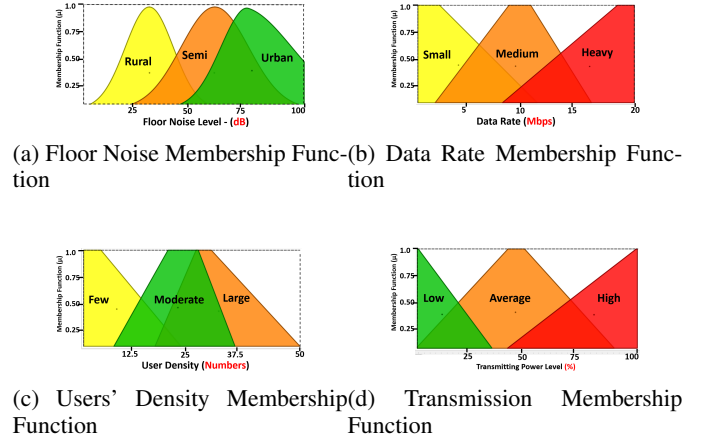 Membership Function (μ)
1.0
0.75
0.50
0.25
Rural
Semi
Urban
25
50
75
100
Floor Noise Level - (dB)
(a) Floor Noise Membership Func-
tion
Membership Function (μ)
1.0
0.75
0.50
0.25
Small
Medium
Heavy
5
10
15
20
Data Rate (Mbps)
(b) Data Rate Membership Func-
tion
Membership Function (μ)
1.0
0.75
0.50
0.25
Few
Moderate
Large
12.5
25
37.5
50
User Density (Numbers)
(c) Users' Density Membership
Function
Membership Function (μ)
1.0
0.75
0.50
0.25
Low
Average
High
25
50
75
100
Transmitting Power Level (%)
(d) Transmission Membership
Function